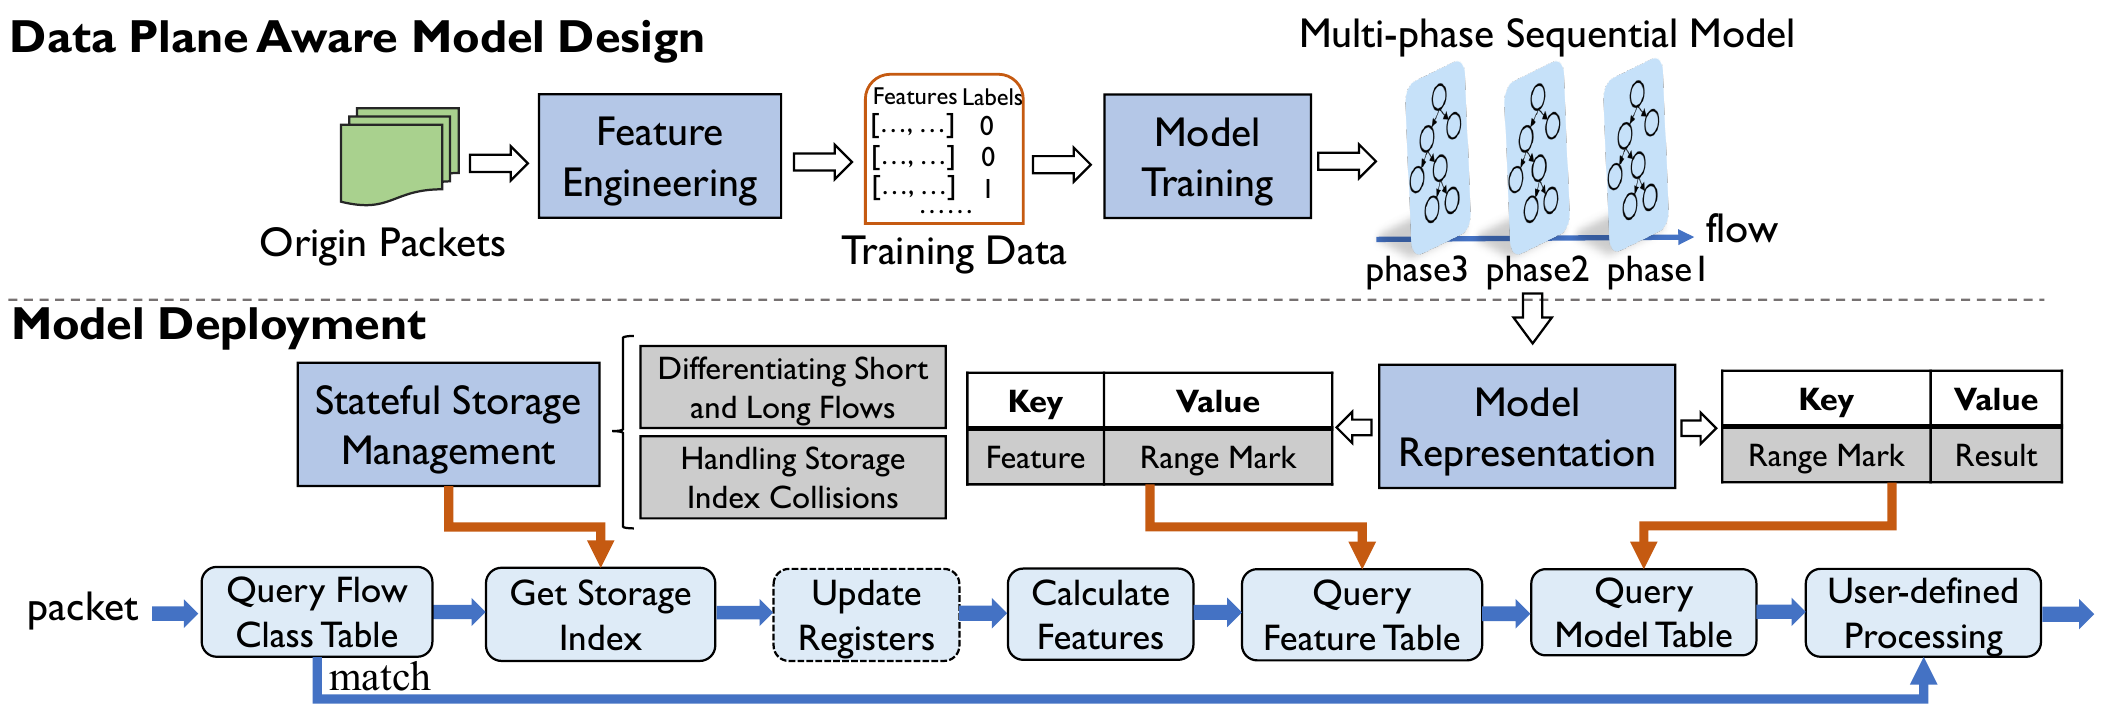 Data Plane Aware Model Design
Multi-phase Sequential Model
Origin Packets
Feature
Engineering
Features Labels
[..., ...] 0
[..., ...] 0
[..., ...] 1
......
Training Data
Model
Training
flow
phase3 phase2 phase1
Model Deployment
Stateful Storage
Management
Differentiating Short
and Long Flows
Handling Storage
Index Collisions
Key Value
Feature Range Mark
Model
Representation
Key Value
Range Mark Result
packet
Query Flow
Class Table
Get Storage
Index
Update
Registers
Calculate
Features
Query
Feature Table
Query
Model Table
User-defined
Processing
match